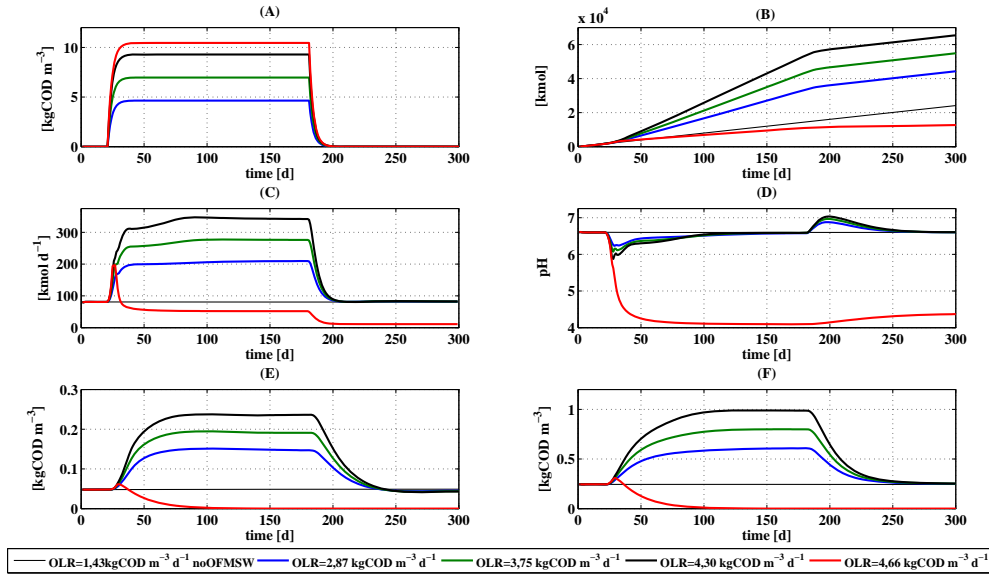 (A)
[kgCOD m⁻³]
10
5
0
0 50 100 150 200 250 300
time [d]
(B)
x 10⁴
[kmol]
6
4
2
0
0 50 100 150 200 250 300
time [d]
(C)
[kmol d⁻¹]
300
200
100
0
0 50 100 150 200 250 300
time [d]
(D)
pH
7
6
5
4
0 50 100 150 200 250 300
time [d]
(E)
[kgCOD m⁻³]
0.3
0.2
0.1
0
0 50 100 150 200 250 300
time [d]
(F)
[kgCOD m⁻³]
1
0.5
0
0 50 100 150 200 250 300
time [d]
OLR=1,43kgCOD m⁻³ d⁻¹ noOFMSW OLR=2,87 kgCOD m⁻³ d⁻¹ OLR=3,75 kgCOD m⁻³ d⁻¹ OLR=4,30 kgCOD m⁻³ d⁻¹ OLR=4,66 kgCOD m⁻³ d⁻¹